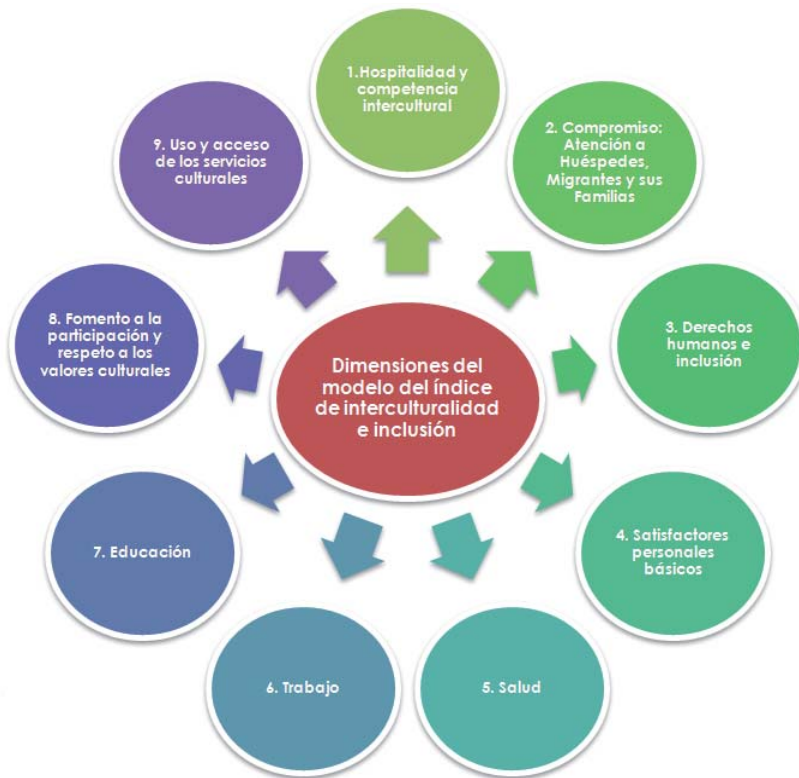 1.Hospitalidad y
competencia
intercultural
2. Compromiso:
Atención a
Huéspedes,
Migrantes y sus
Familias
3. Derechos
humanos e
inclusión
4. Satisfactores
personales
básicos
5. Salud
6. Trabajo
7. Educación
8. Fomento a la
participación y
respeto a los
valores culturales
9. Uso y acceso
de los servicios
culturales
Dimensiones del
modelo del índice
de interculturalidad
e inclusión